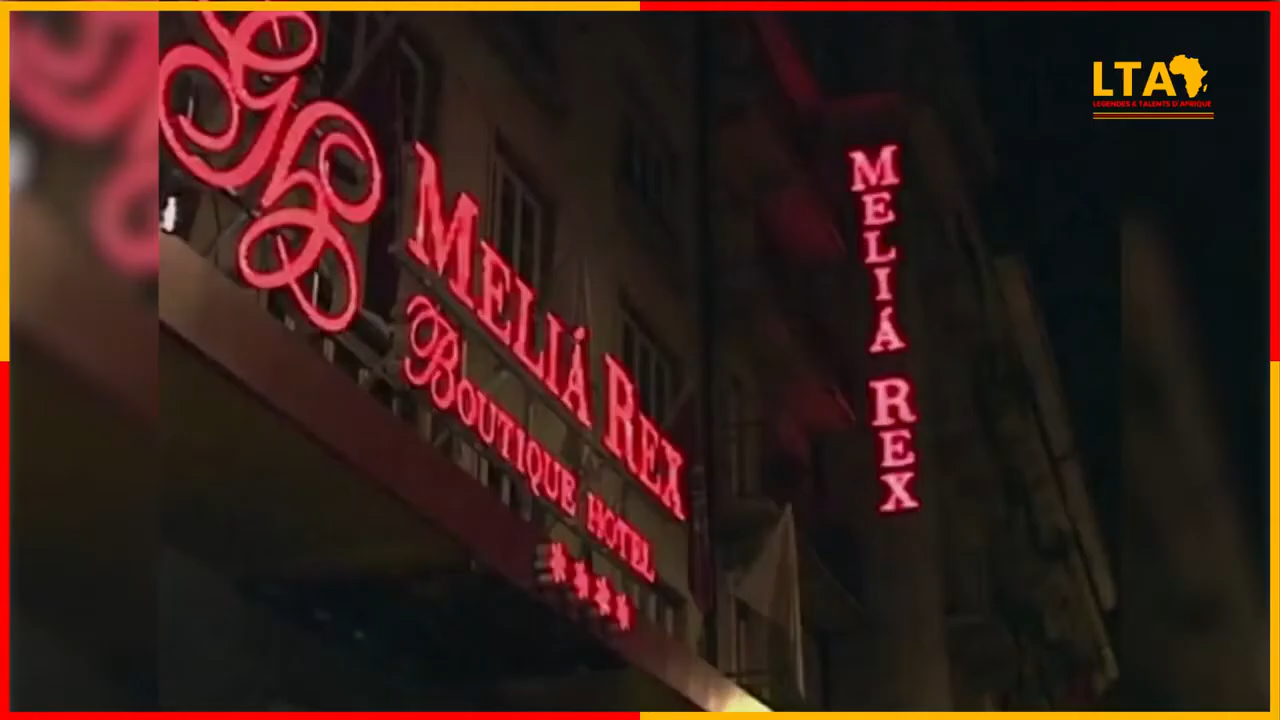 LTA
LEGENDES & TALENTS D'AFRIQUE
MELIÁ REX
BOUTIQUE HOTEL
****
MELIÁ REX